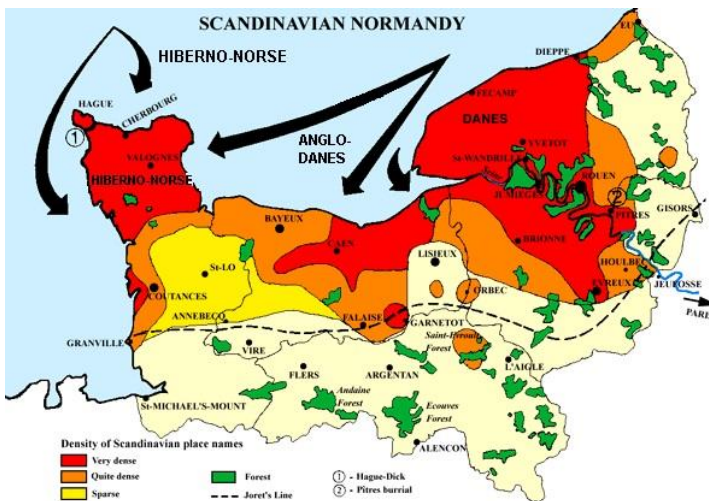 SCANDINAVIAN NORMANDY
HIBERNO-NORSE
EU
DIEPPE
HAGUE
CHERBOURG
FECAMP
1
DANES
ANGLO-
DANES
YVETOT
VALOGNES
St-WANDRILLE
Seine
ROUEN
HIBERNO-NORSE
JUMIEGES
2
PITRES
GISORS
BAYEUX
CAEN
BRIONNE
LISIEUX
HOULBEC
St-LO
EVREUX
JEUFOSSE
COUTANCES
ORBEC
PARI
ANNEBECQ
FALAISE
GARNETOT
GRANVILLE
Saint-Evroult
Forest
VIRE
L'AIGLE
FLERS
ARGENTAN
Andaine
Forest
St-MICHAEL'S-MOUNT
Ecouves
Forest
ALENCON
Density of Scandinavian place names
Very dense
Quite dense
Sparse
Forest
Joret's Line
1 - Hague-Dick
2 - Pitres burrial